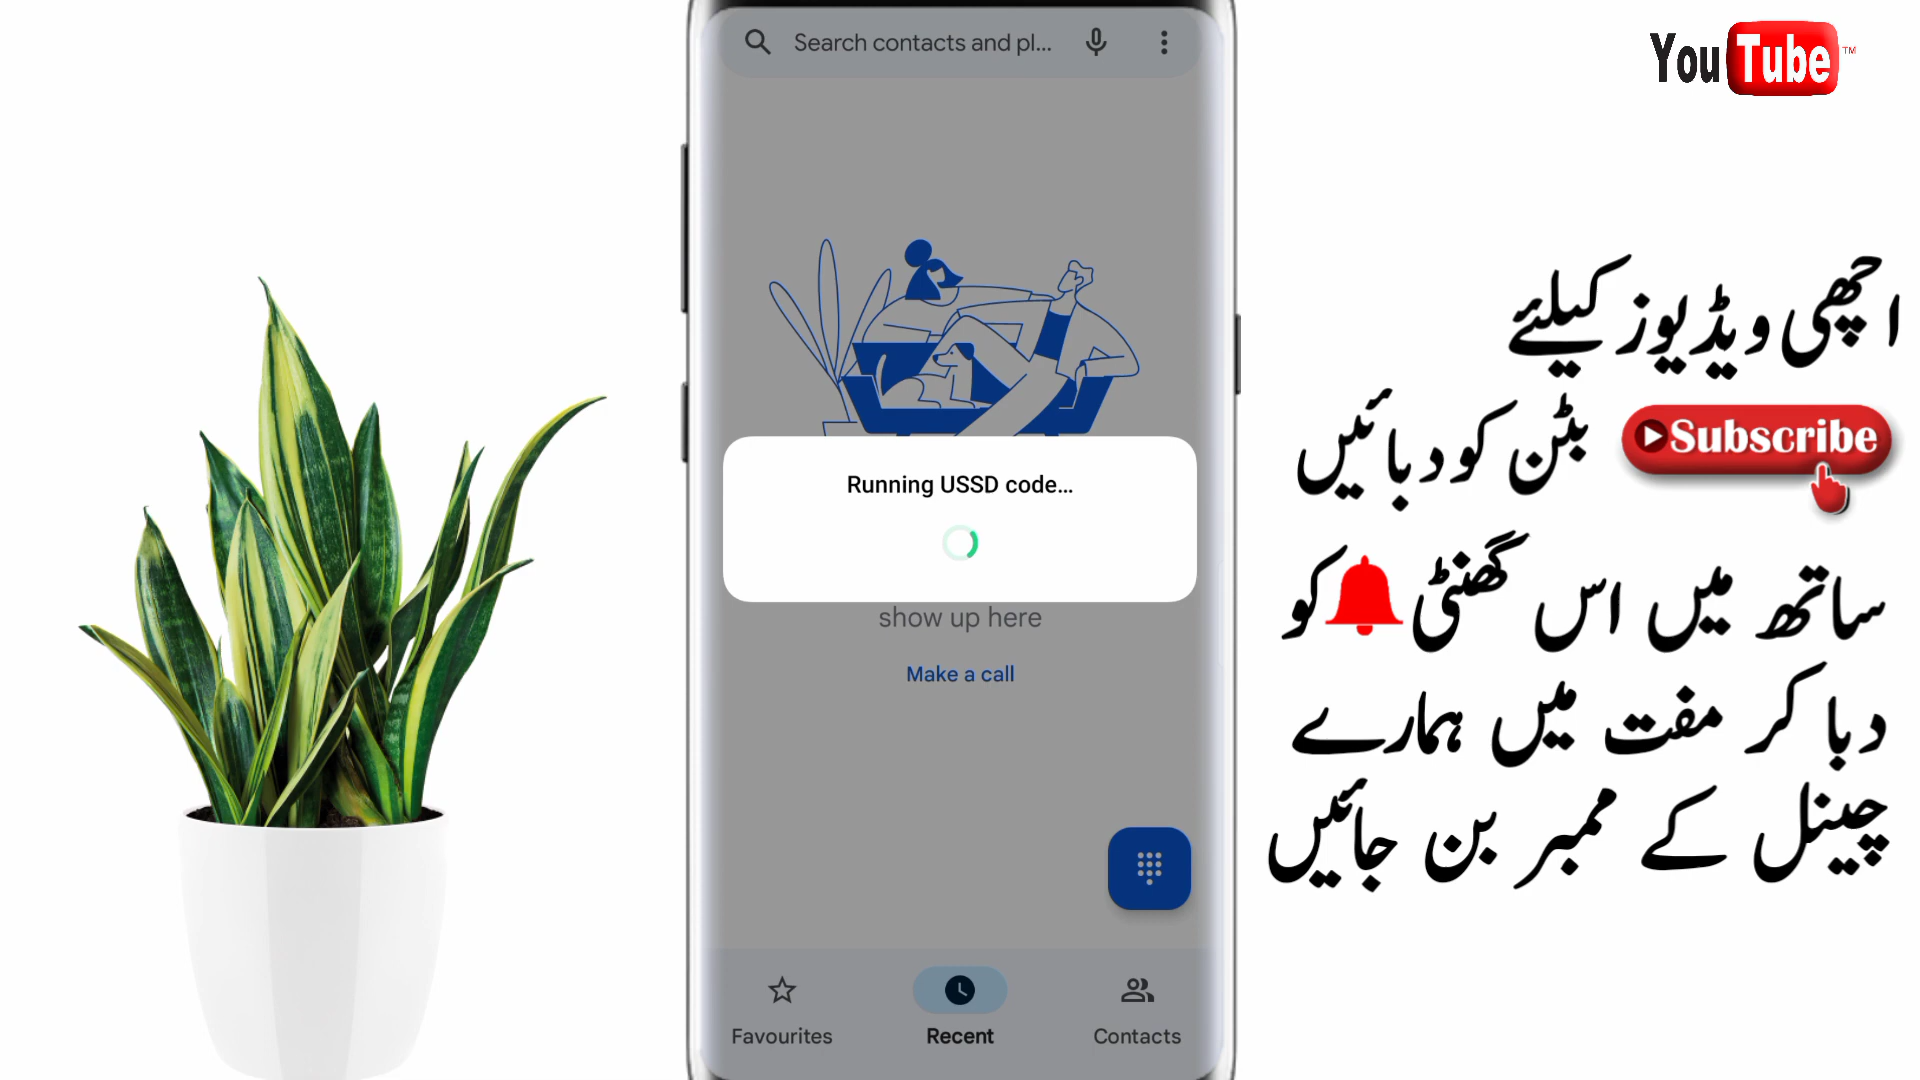 Search contacts and pl...
Running USSD code...
show up here
Make a call
Favourites
Recent
Contacts
YouTube™
اچھی ویڈیوز کیلئے
Subscribe بٹن کو دبائیں
ساتھ میں اس گھنٹی کو
دبا کر مفت میں ہمارے
چینل کے ممبر بن جائیں